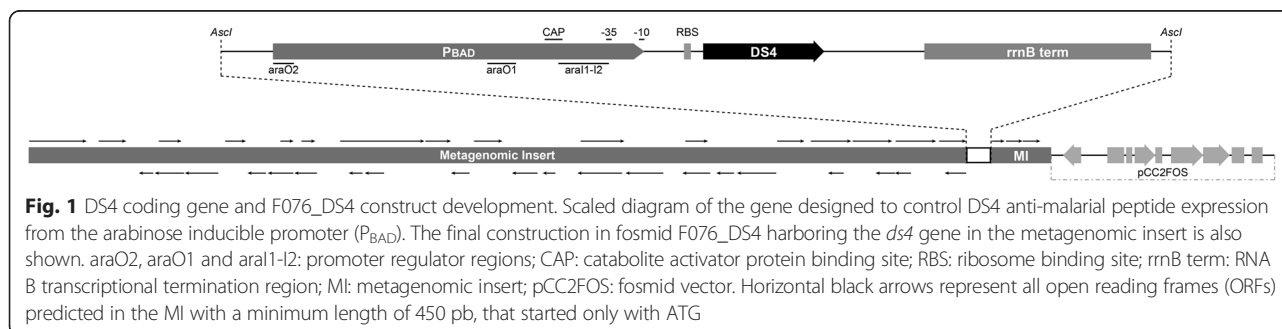 AscI
CAP
-35
-10
RBS
AscI
PBAD
DS4
rrnB term
araO2
araO1
araI1-I2
Metagenomic Insert
MI
pCC2FOS
Fig. 1 DS4 coding gene and F076_DS4 construct development. Scaled diagram of the gene designed to control DS4 anti-malarial peptide expression
from the arabinose inducible promoter (PBAD). The final construction in fosmid F076_DS4 harboring the ds4 gene in the metagenomic insert is also
shown. araO2, araO1 and araI1-I2: promoter regulator regions; CAP: catabolite activator protein binding site; RBS: ribosome binding site; rrnB term: RNA
B transcriptional termination region; MI: metagenomic insert; pCC2FOS: fosmid vector. Horizontal black arrows represent all open reading frames (ORFs)
predicted in the MI with a minimum length of 450 pb, that started only with ATG